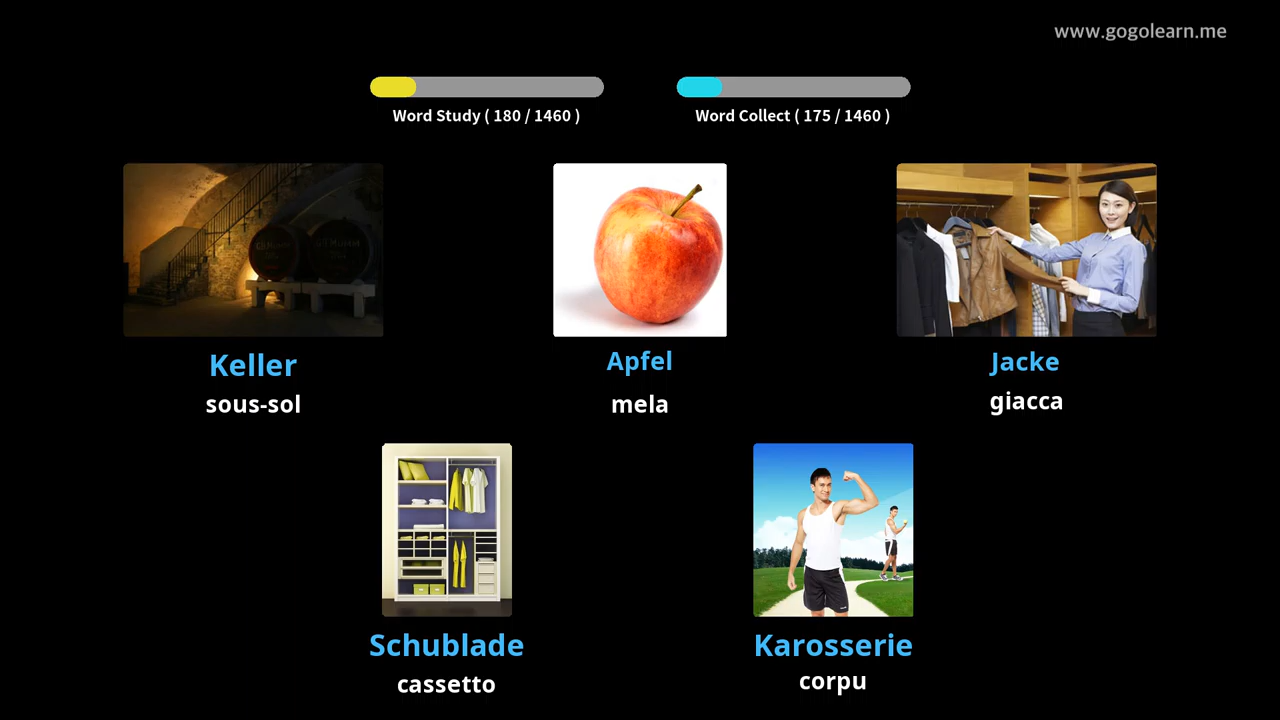 www.gogolearn.me
Word Study ( 180 / 1460 )
Word Collect ( 175 / 1460 )
Keller
sous-sol
Apfel
mela
Jacke
giacca
Schublade
cassetto
Karosserie
corpu